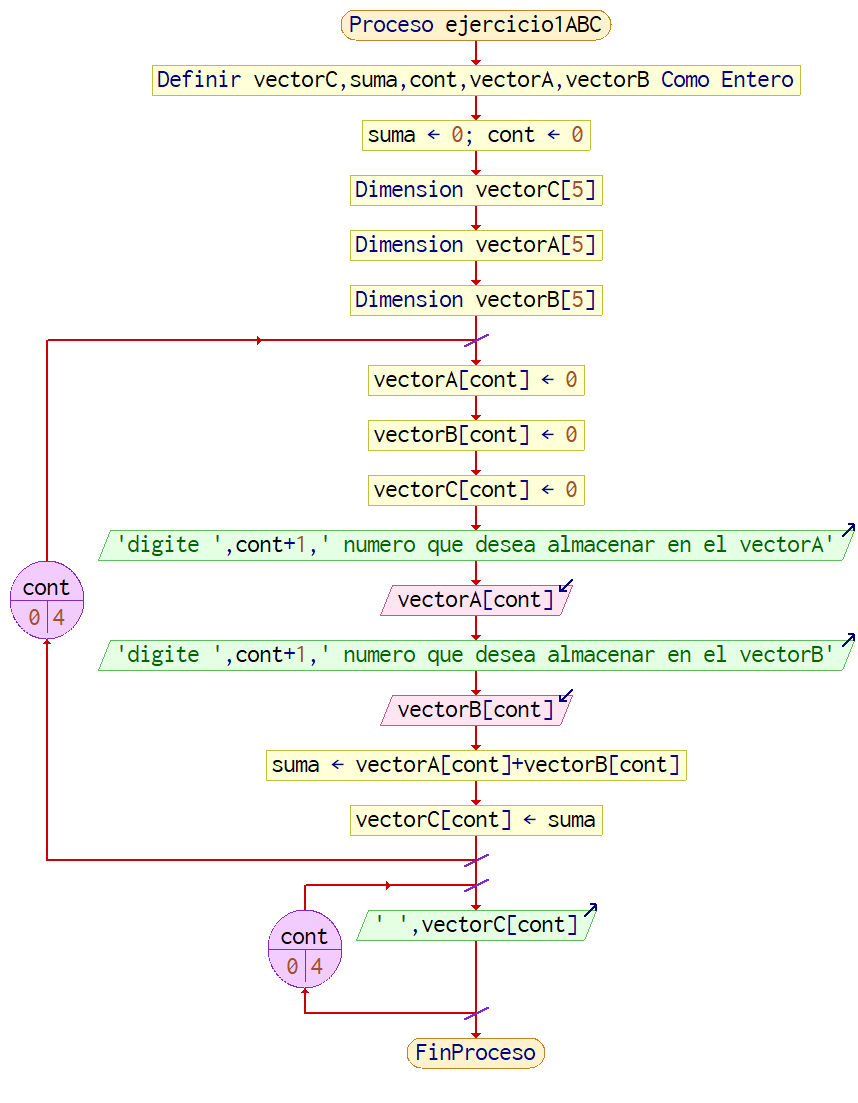 Proceso ejercicio1ABC
Definir vectorC,suma,cont,vectorA,vectorB Como Entero
suma ← 0; cont ← 0
Dimension vectorC[5]
Dimension vectorA[5]
Dimension vectorB[5]
vectorA[cont] ← 0
vectorB[cont] ← 0
vectorC[cont] ← 0
'digite ',cont+1,' numero que desea almacenar en el vectorA'
cont
0 4
vectorA[cont]
'digite ',cont+1,' numero que desea almacenar en el vectorB'
vectorB[cont]
suma ← vectorA[cont]+vectorB[cont]
vectorC[cont] ← suma
cont
0 4
' ',vectorC[cont]
FinProceso